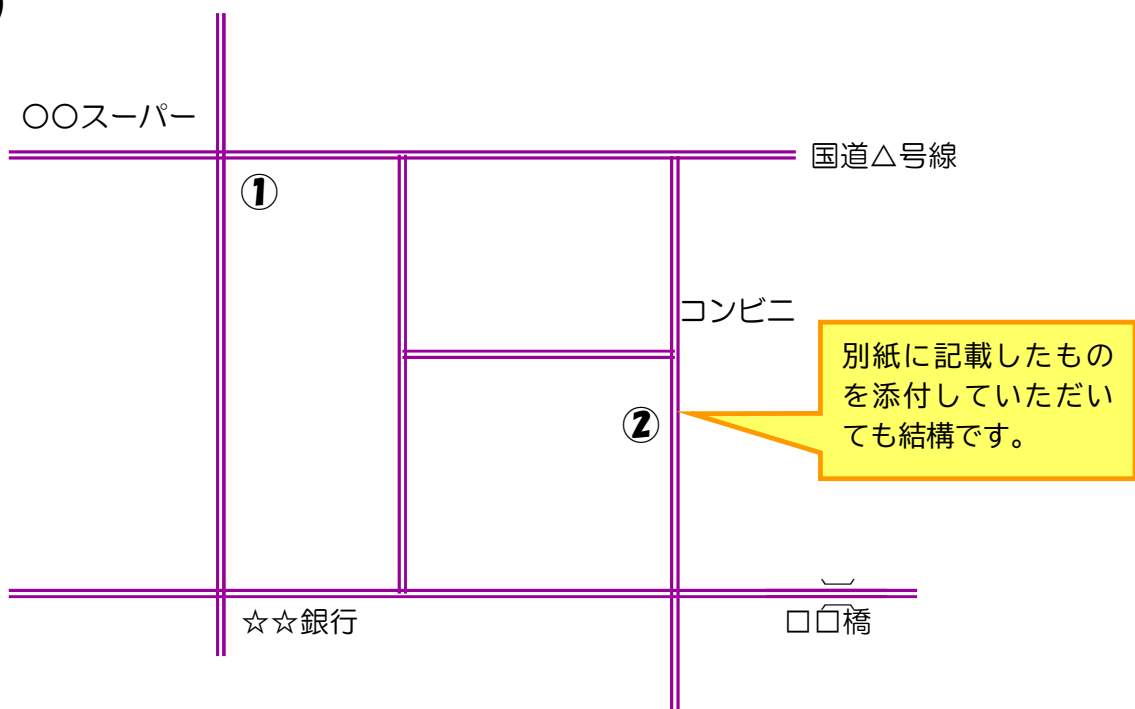 〇〇スーパー
国道△号線
①
コンビニ
別紙に記載したもの
を添付していただい
ても結構です。
②
☆☆銀行
□□橋